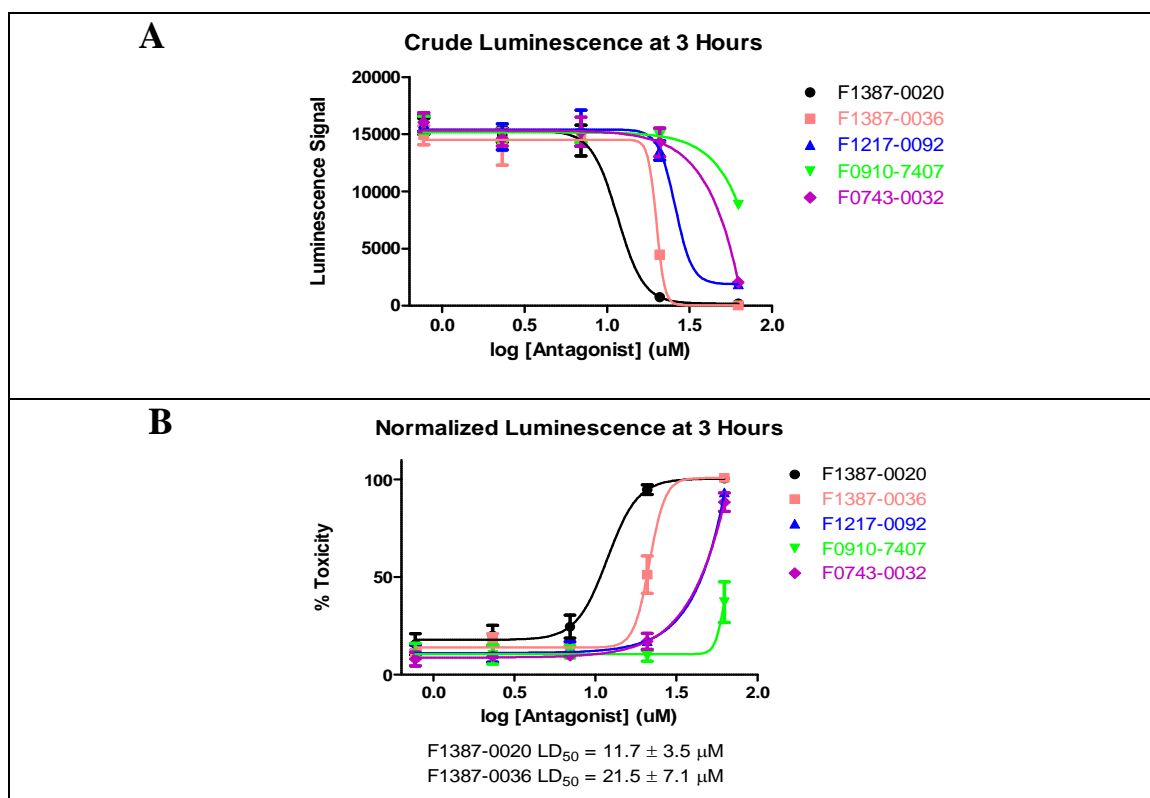 A
Crude Luminescence at 3 Hours
20000
15000
10000
5000
0
Luminescence Signal
0.0 0.5 1.0 1.5 2.0
log [Antagonist] (uM)
F1387-0020
F1387-0036
F1217-0092
F0910-7407
F0743-0032
B
Normalized Luminescence at 3 Hours
100
50
0
% Toxicity
0.0 0.5 1.0 1.5 2.0
log [Antagonist] (uM)
F1387-0020
F1387-0036
F1217-0092
F0910-7407
F0743-0032
F1387-0020 LD50 = 11.7 ± 3.5 μM
F1387-0036 LD50 = 21.5 ± 7.1 μM